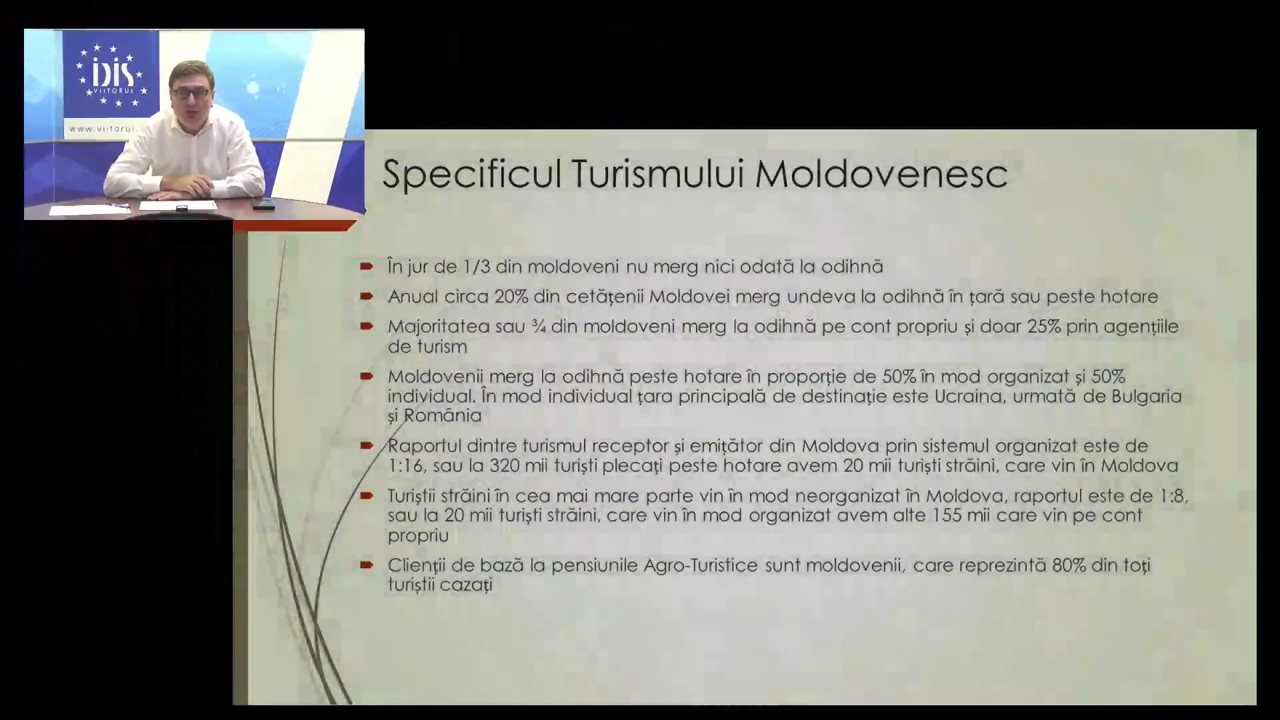 IDIS
VIITORUL
www.viitorul.
Specificul Turismului Moldovenesc
În jur de 1/3 din moldoveni nu merg nici odată la odihnă
Anual circa 20% din cetățenii Moldovei merg undeva la odihnă în țară sau peste hotare
Majoritatea sau ¾ din moldoveni merg la odihnă pe cont propriu și doar 25% prin agențiile
de turism
Moldovenii merg la odihnă peste hotare în proporție de 50% în mod organizat și 50%
individual. În mod individual țara principală de destinație este Ucraina, urmată de Bulgaria
și România
Raportul dintre turismul receptor și emițător din Moldova prin sistemul organizat este de
1:16, sau la 320 mii turiști plecați peste hotare avem 20 mii turiști străini, care vin în Moldova
Turiștii străini în cea mai mare parte vin în mod neorganizat în Moldova, raportul este de 1:8,
sau la 20 mii turiști străini, care vin în mod organizat avem alte 155 mii care vin pe cont
propriu
Clienții de bază la pensiunile Agro-Turistice sunt moldovenii, care reprezintă 80% din toți
turiștii cazați